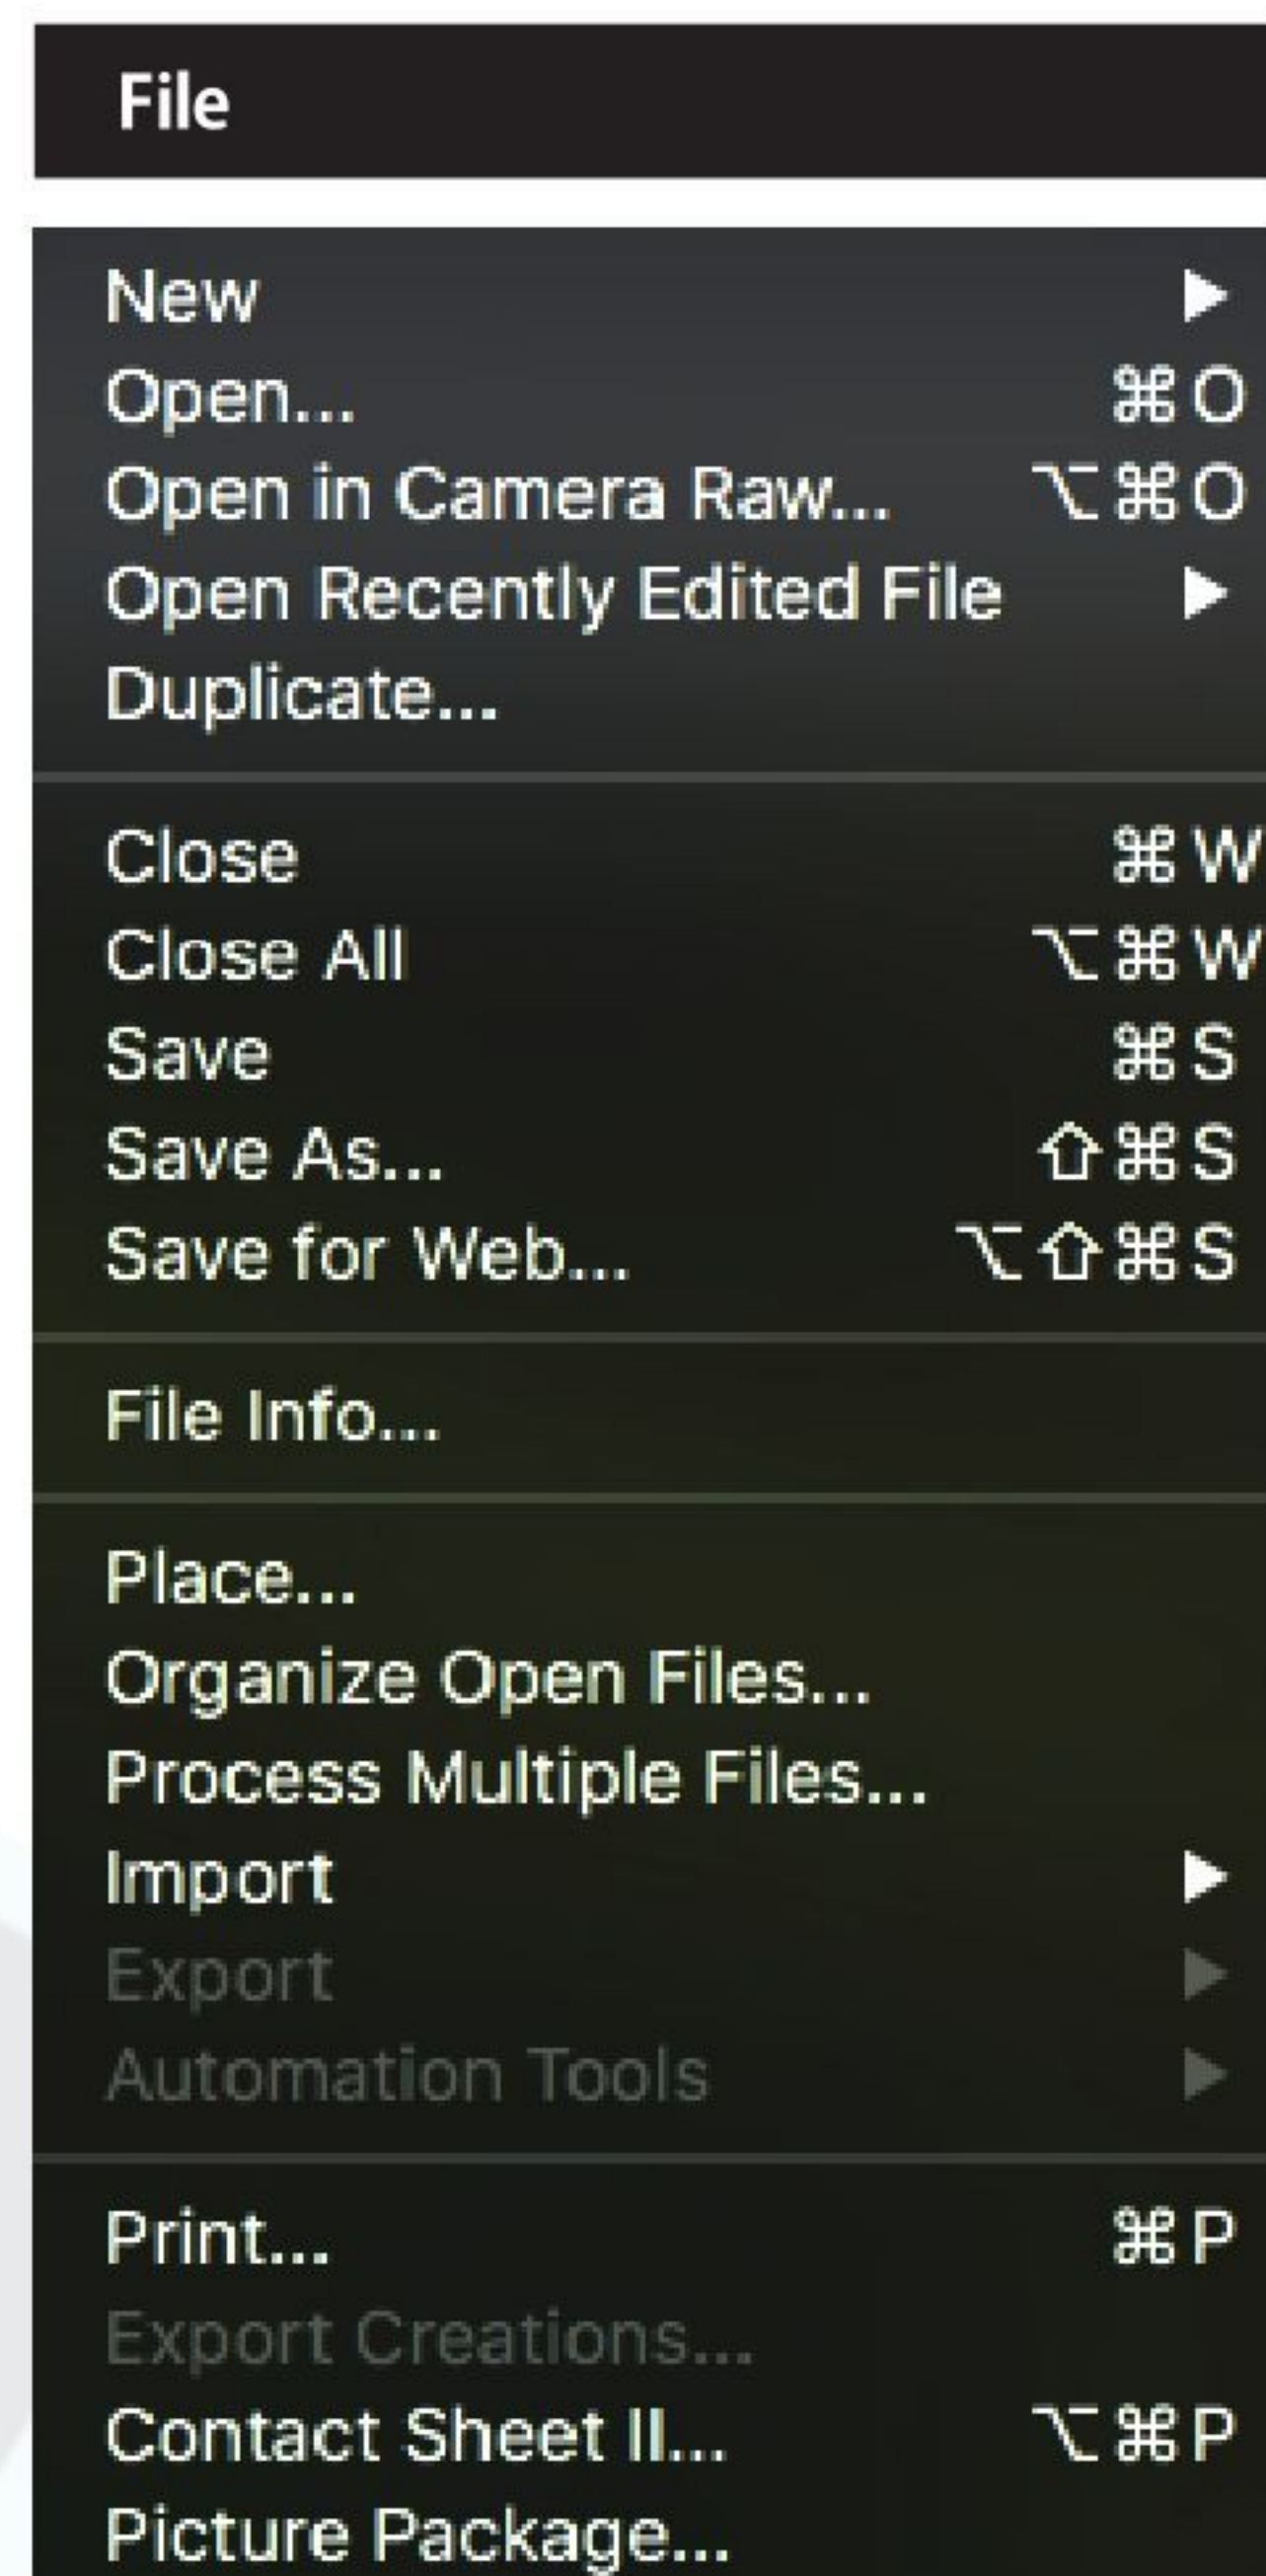 File
New ▶
Open... ⌘O
Open in Camera Raw... ⌥⌘O
Open Recently Edited File ▶
Duplicate...
Close ⌘W
Close All ⌥⌘W
Save ⌘S
Save As... ⇧⌘S
Save for Web... ⌥⇧⌘S
File Info...
Place...
Organize Open Files...
Process Multiple Files...
Import ▶
Export ▶
Automation Tools ▶
Print... ⌘P
Export Creations...
Contact Sheet II... ⌥⌘P
Picture Package...